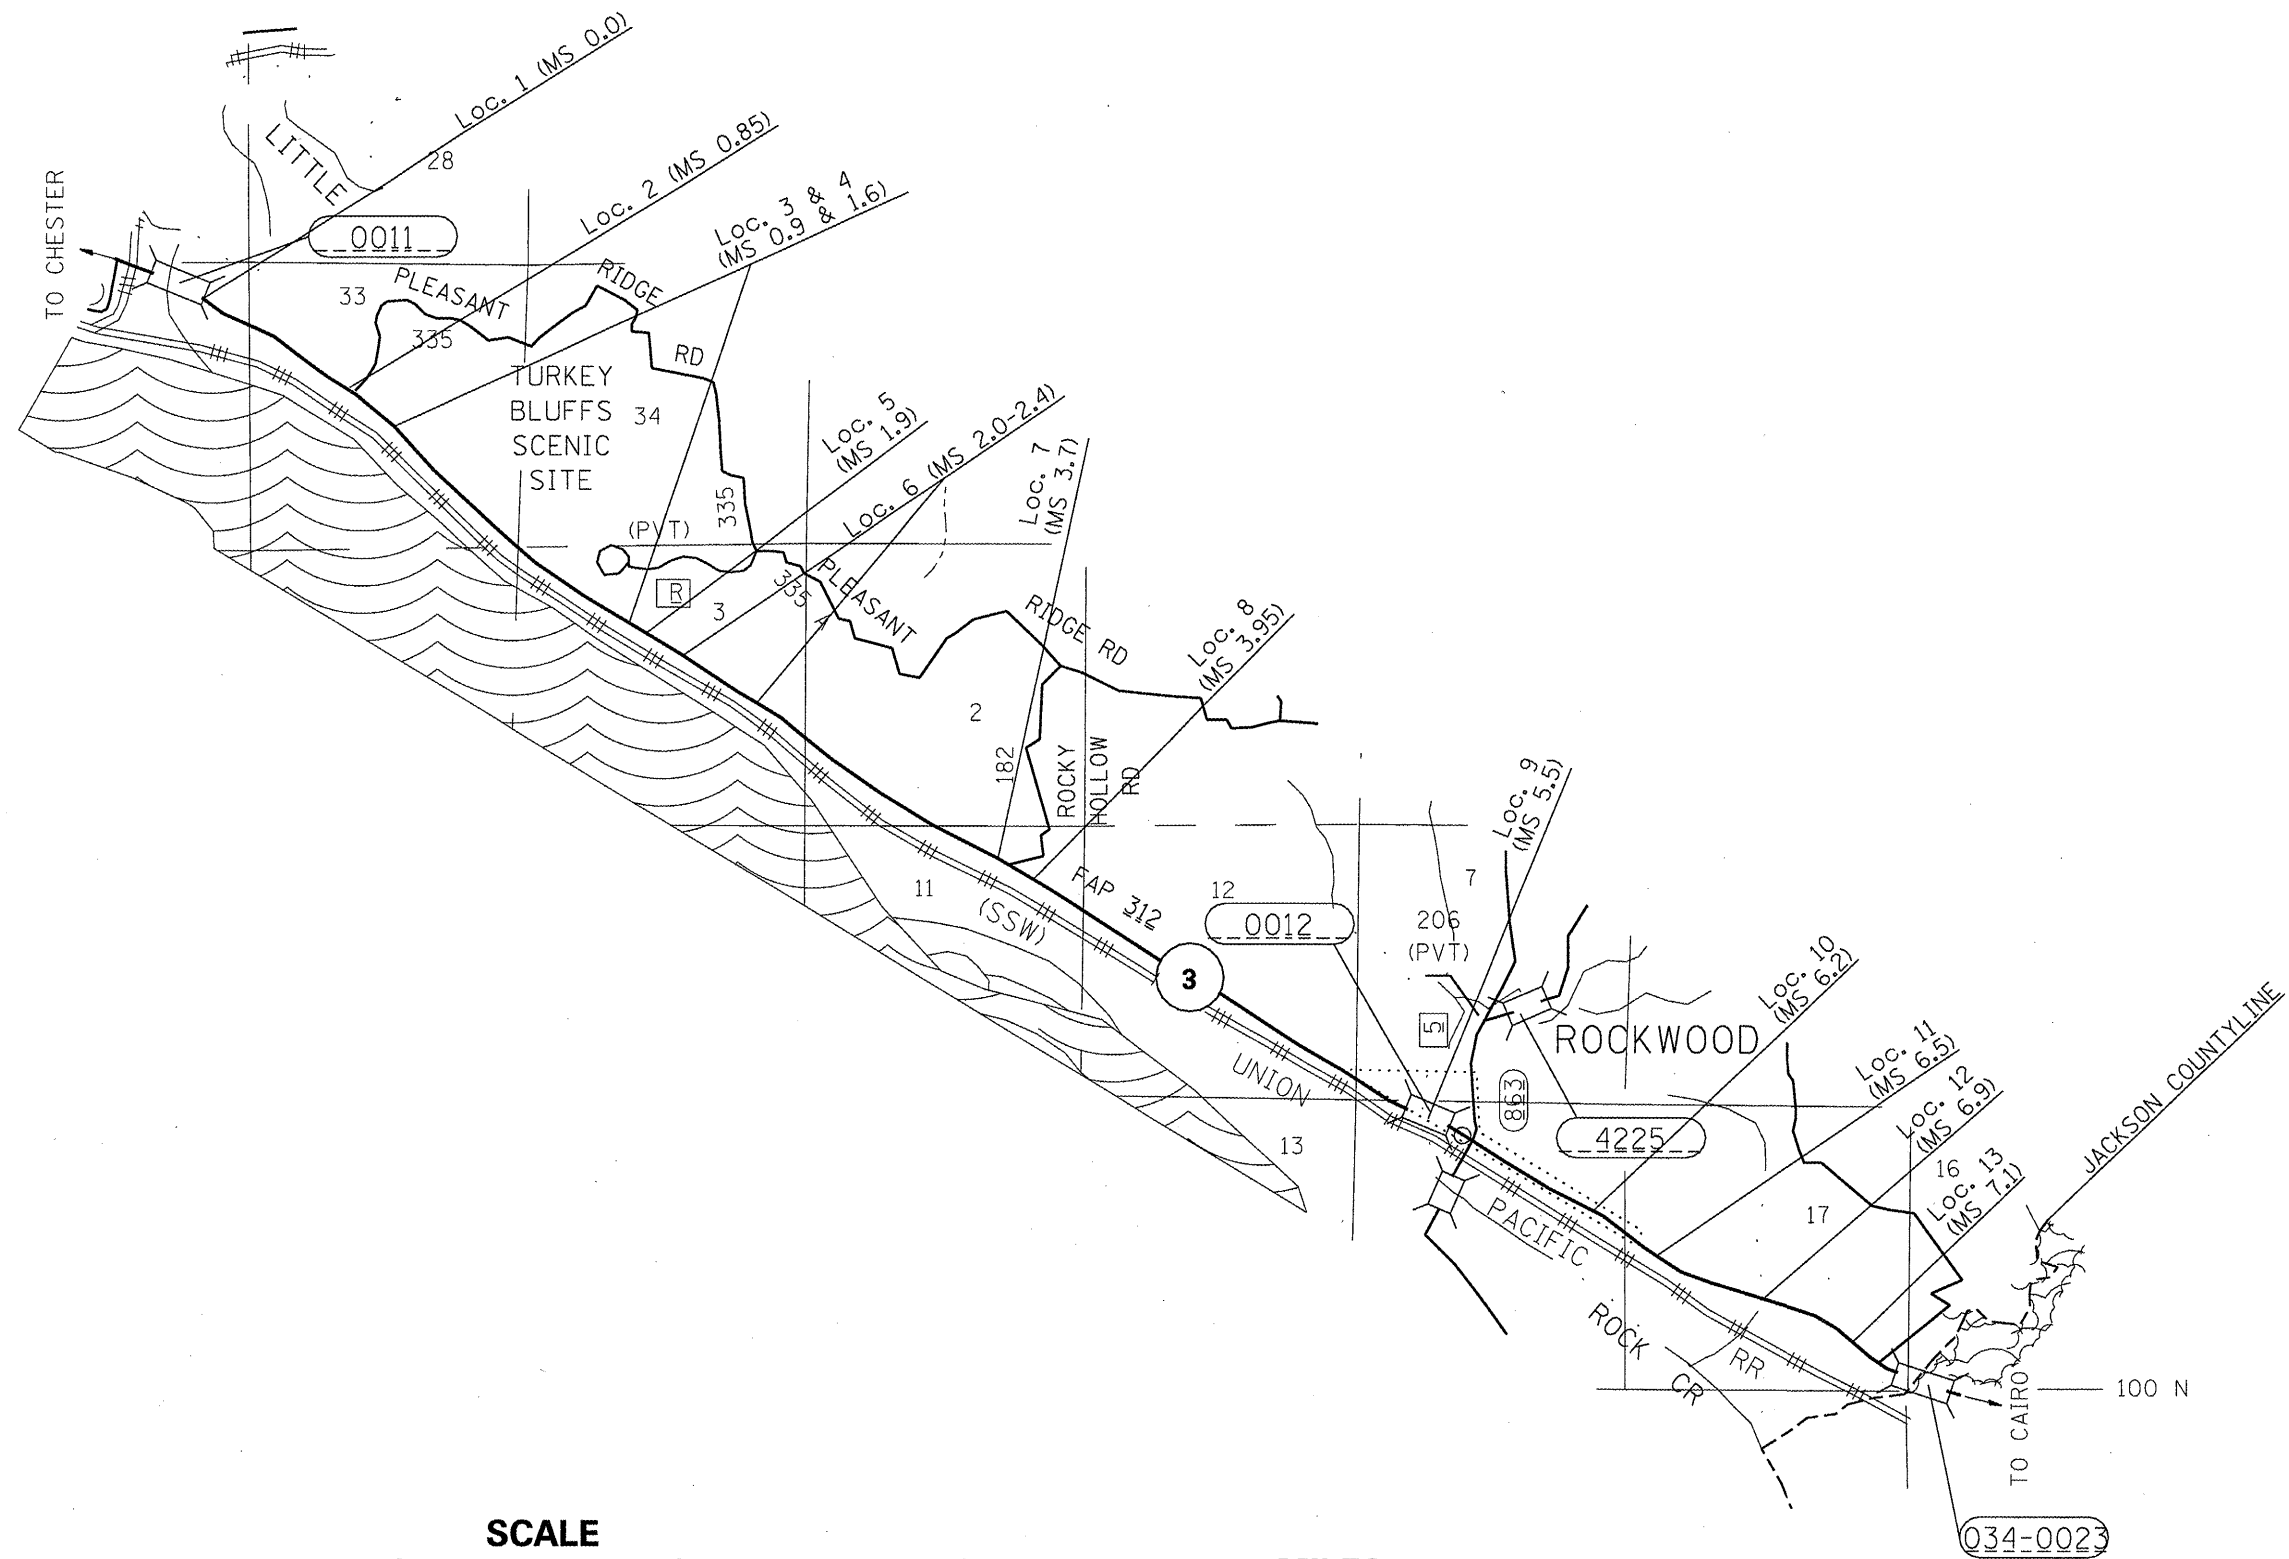 Loc. 1 (MS 0.0)
LITTLE
28
Loc. 2 (MS 0.85)
Loc. 3 & 4
(MS 0.9 & 1.6)
TO CHESTER
0011
33
PLEASANT
RIDGE
RD
335
TURKEY
BLUFFS
SCENIC
SITE
34
335
(PVT)
R
3
Loc. 5
(MS 1.9)
Loc. 6 (MS 2.0-2.4)
335 A
PLEASANT
RIDGE RD
Loc. 7
(MS 3.7)
Loc. 8
(MS 3.95)
2
182
ROCKY
HOLLOW
RD
11
(SSW)
FAP 312
3
12
0012
7
206
(PVT)
Loc. 9
(MS 5.5)
5
ROCKWOOD
863
4225
UNION
13
PACIFIC
RR
ROCK
CR
Loc. 10
(MS 6.2)
Loc. 11
(MS 6.5)
Loc. 12
(MS 6.9)
16
Loc. 13
(MS 7.1)
17
JACKSON COUNTYLINE
TO CAIRO
100 N
034-0023
SCALE